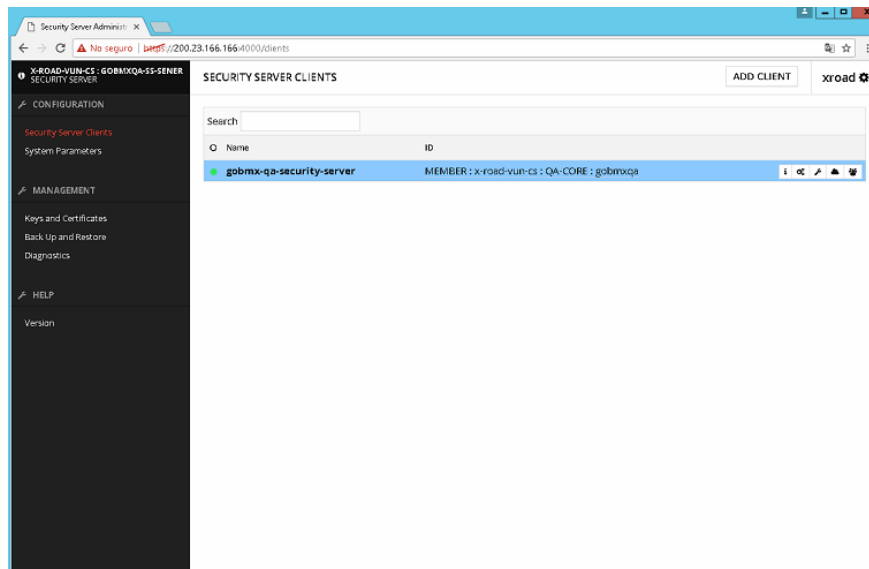 Security Server Administ
No seguro | https://200.23.166.166:4000/clients
X-ROAD-VUN-CS : GOBMXQA-SS-SENER
SECURITY SERVER
SECURITY SERVER CLIENTS
ADD CLIENT
xroad
CONFIGURATION
Security Server Clients
System Parameters
MANAGEMENT
Keys and Certificates
Back Up and Restore
Diagnostics
HELP
Version
Search
Name ID
gobmx-qa-security-server MEMBER : x-road-vun-cs : QA-CORE : gobmxqa